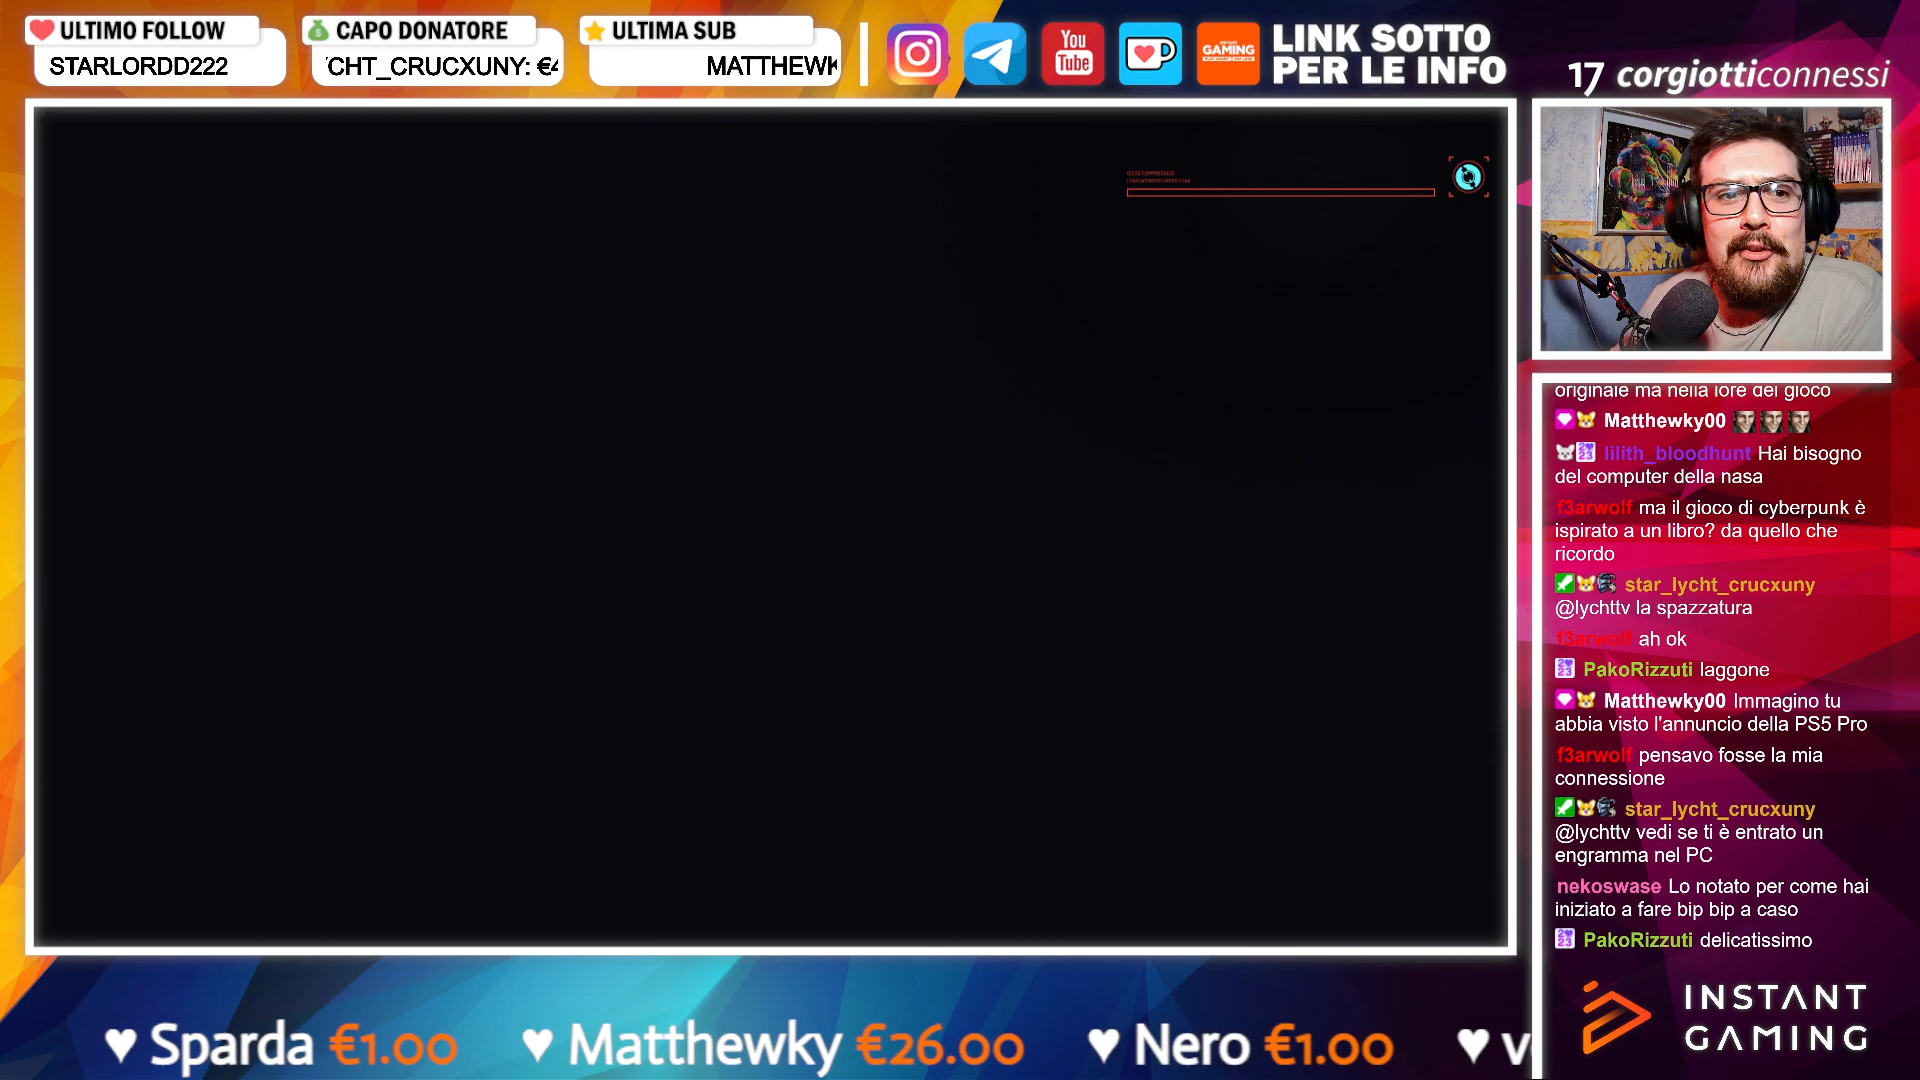 ULTIMO FOLLOW
STARLORDD222
CAPO DONATORE
CHT_CRUCXUNY: €4
ULTIMA SUB
MATTHEWK
You
Tube
INSTANT
GAMING
LINK SOTTO
PER LE INFO
17 corgiotticonnessi
originale ma nella lore del gioco
Matthewky00
lilith_bloodhunt Hai bisogno
del computer della nasa
f3arwolf ma il gioco di cyberpunk è
ispirato a un libro? da quello che
ricordo
star_lycht_crucxuny
@lychttv la spazzatura
f3arwolf ah ok
PakoRizzuti laggone
Matthewky00 Immagino tu
abbia visto l'annuncio della PS5 Pro
f3arwolf pensavo fosse la mia
connessione
star_lycht_crucxuny
@lychttv vedi se ti è entrato un
engramma nel PC
nekoswase Lo notato per come hai
iniziato a fare bip bip a caso
PakoRizzuti delicatissimo
INSTANT
GAMING
♥ Sparda €1.00 ♥ Matthewky €26.00 ♥ Nero €1.00 ♥ v